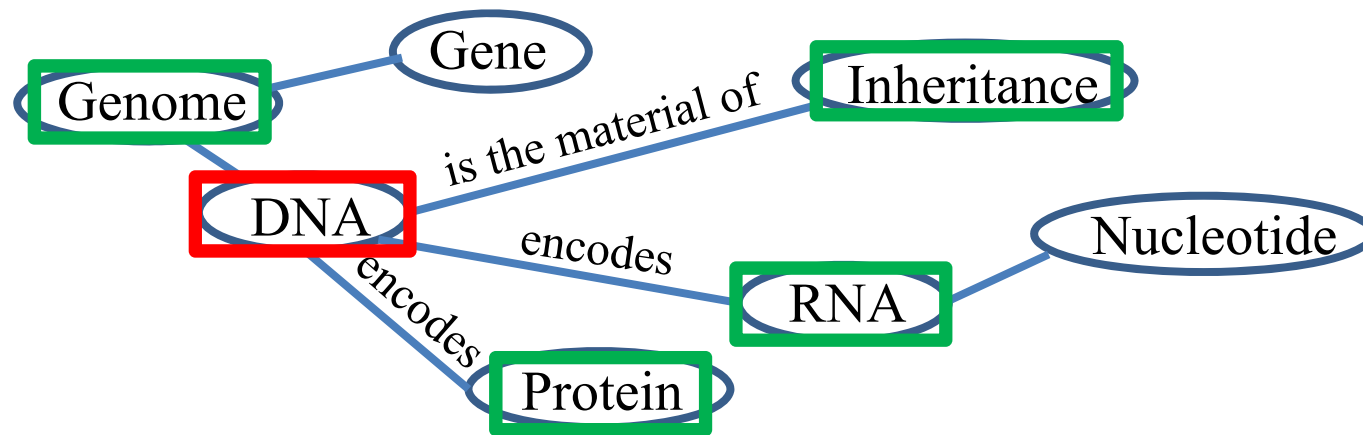 Gene
Genome
Inheritance
is the material of
DNA
Nucleotide
encodes
encodes
RNA
Protein